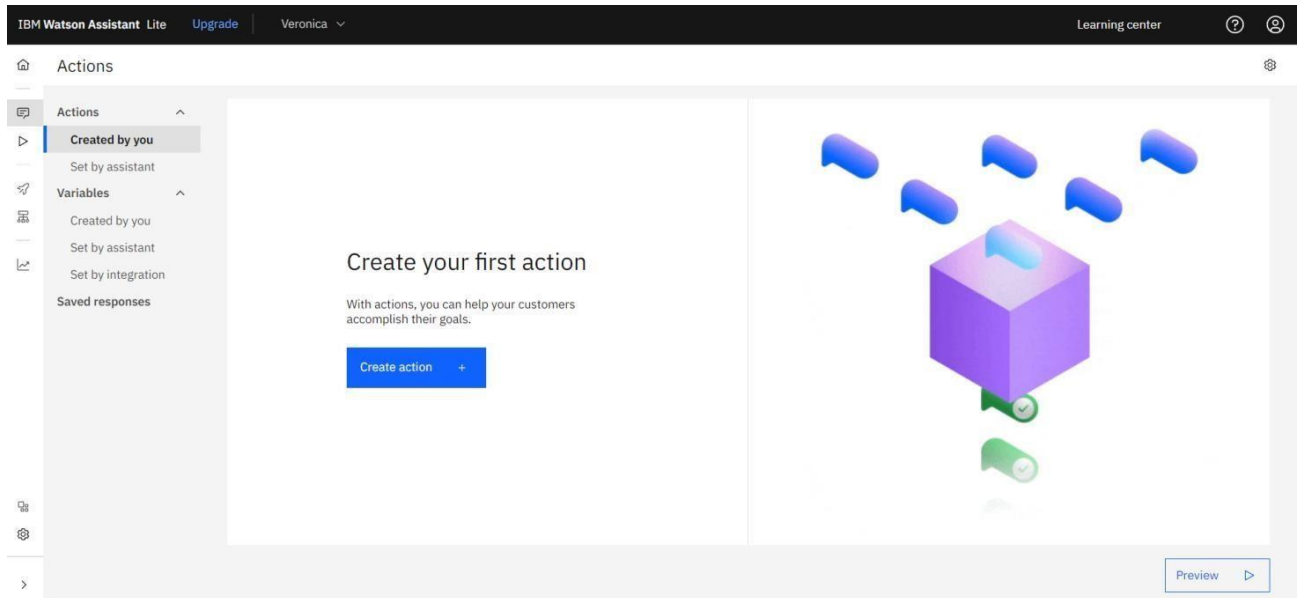 IBM Watson Assistant Lite Upgrade Veronica Learning center
Actions
Actions
Created by you
Set by assistant
Variables
Created by you
Set by assistant
Set by integration
Saved responses
Create your first action
With actions, you can help your customers
accomplish their goals.
Create action +
Preview